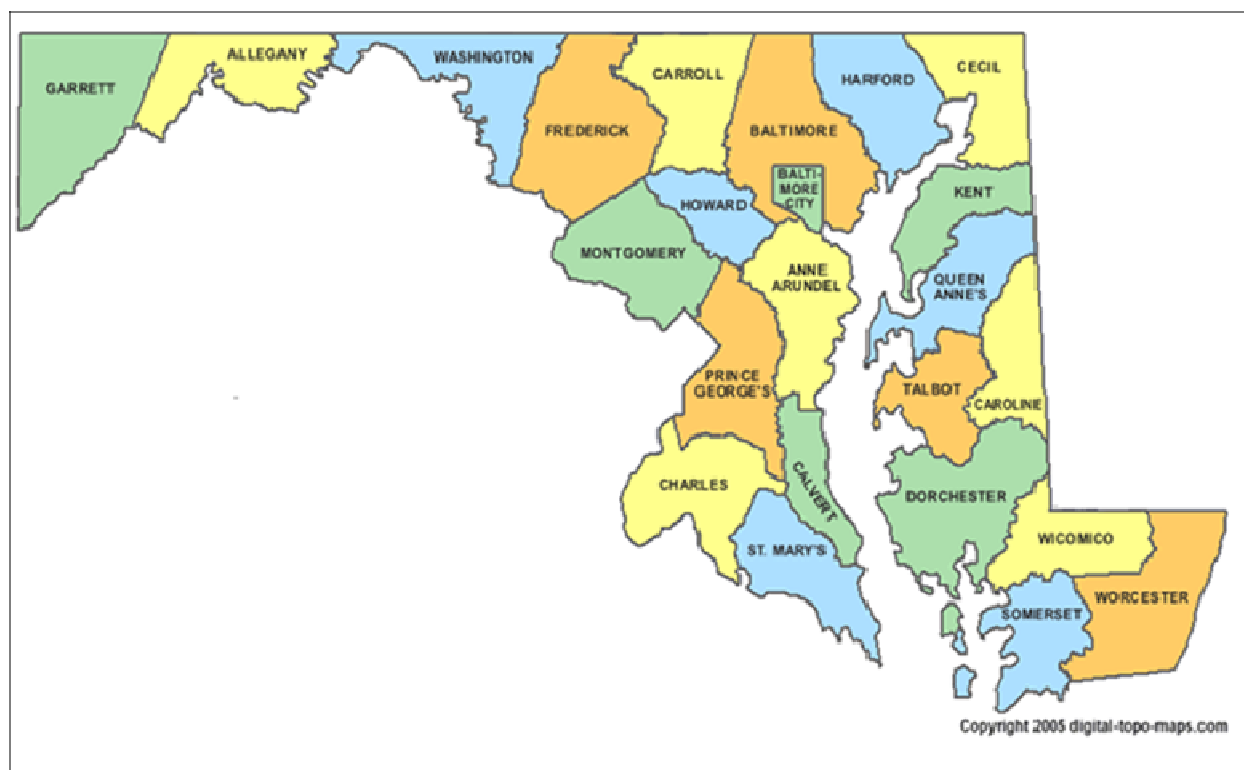 ALLEGANY
WASHINGTON
CARROLL
HARFORD
CECIL
GARRETT
FREDERICK
BALTIMORE
BALTI-
MORE
CITY
KENT
HOWARD
MONTGOMERY
ANNE
ARUNDEL
QUEEN
ANNE'S
PRINCE
GEORGE'S
TALBOT
CAROLINE
CHARLES
CALVERT
DORCHESTER
ST. MARY'S
WICOMICO
WORCESTER
SOMERSET
Copyright 2005 digital-topo-maps.com